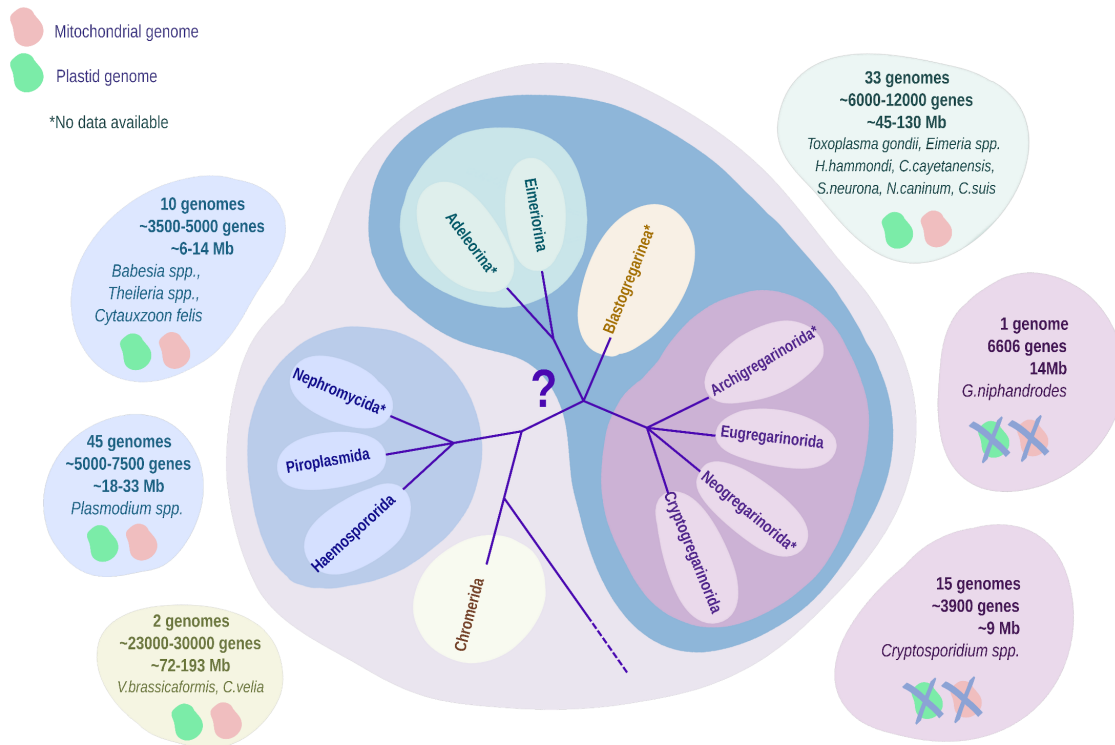 Mitochondrial genome
Plastid genome
*No data available
10 genomes
~3500-5000 genes
~6-14 Mb
Babesia spp.,
Theileria spp.,
Cytauxzoon felis
45 genomes
~5000-7500 genes
~18-33 Mb
Plasmodium spp.
2 genomes
~23000-30000 genes
~72-193 Mb
V.brassicaformis, C.velia
Adeleorina*
Eimeriorina
Blastogregarinea*
?
Nephromycida*
Piroplasmida
Haemospororida
Chromerida
Archigregarinorida*
Eugregarinorida
Neogregarinorida*
Cryptogregarinorida
33 genomes
~6000-12000 genes
~45-130 Mb
Toxoplasma gondii, Eimeria spp.
H.hammondi, C.cayetanensis,
S.neurona, N.caninum, C.suis
1 genome
6606 genes
14Mb
G.niphandrodes
15 genomes
~3900 genes
~9 Mb
Cryptosporidium spp.